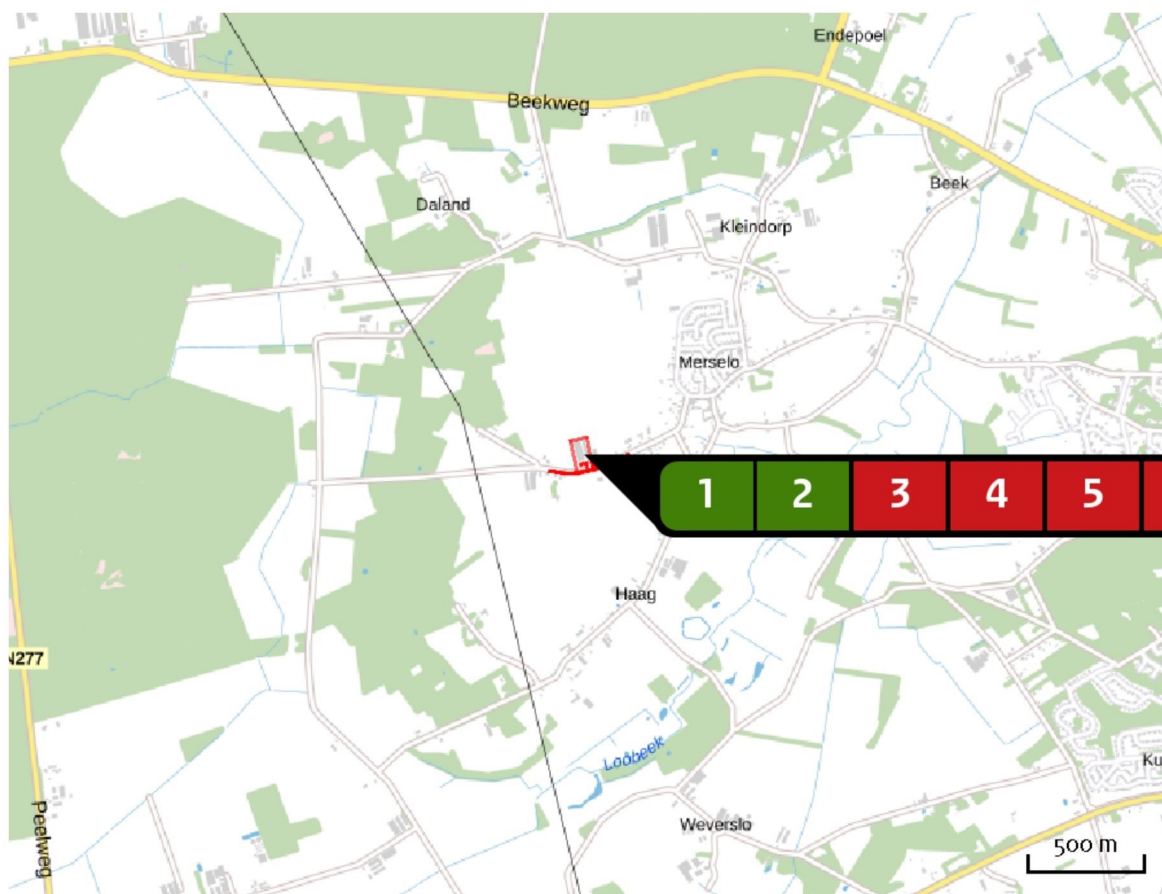 Endepoel
Beekweg
Beek
Daland
Kleindorp
Merselo
1 2 3 4 5
Haag
N277
Loobeek
Ku
Peelweg
Weverslo
500 m